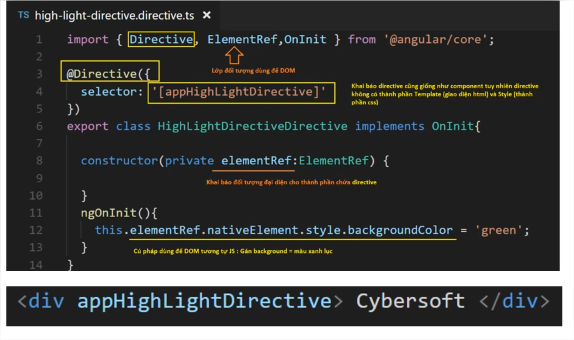 TS high-light-directive.directive.ts ×
1 import { Directive, ElementRef,OnInit } from '@angular/core';
2
Lớp đối tượng dùng để DOM
3 @Directive({
4 selector: '[appHighLightDirective]'
Khai báo directive cũng giống như component tuy nhiên directive
không có thành phần Template (giao diện html) và Style (thành
phần css)
5 })
6 export class HighLightDirectiveDirective implements OnInit{
7
8 constructor(private elementRef:ElementRef) {
9
Khai báo đối tượng đại diện cho thành phần chứa directive
10 }
11 ngOnInit(){
12 this.elementRef.nativeElement.style.backgroundColor = 'green';
13 }
Cú pháp dùng để DOM tương tự JS : Gán background = màu xanh lục
14 }
<div appHighLightDirective> Cybersoft </div>